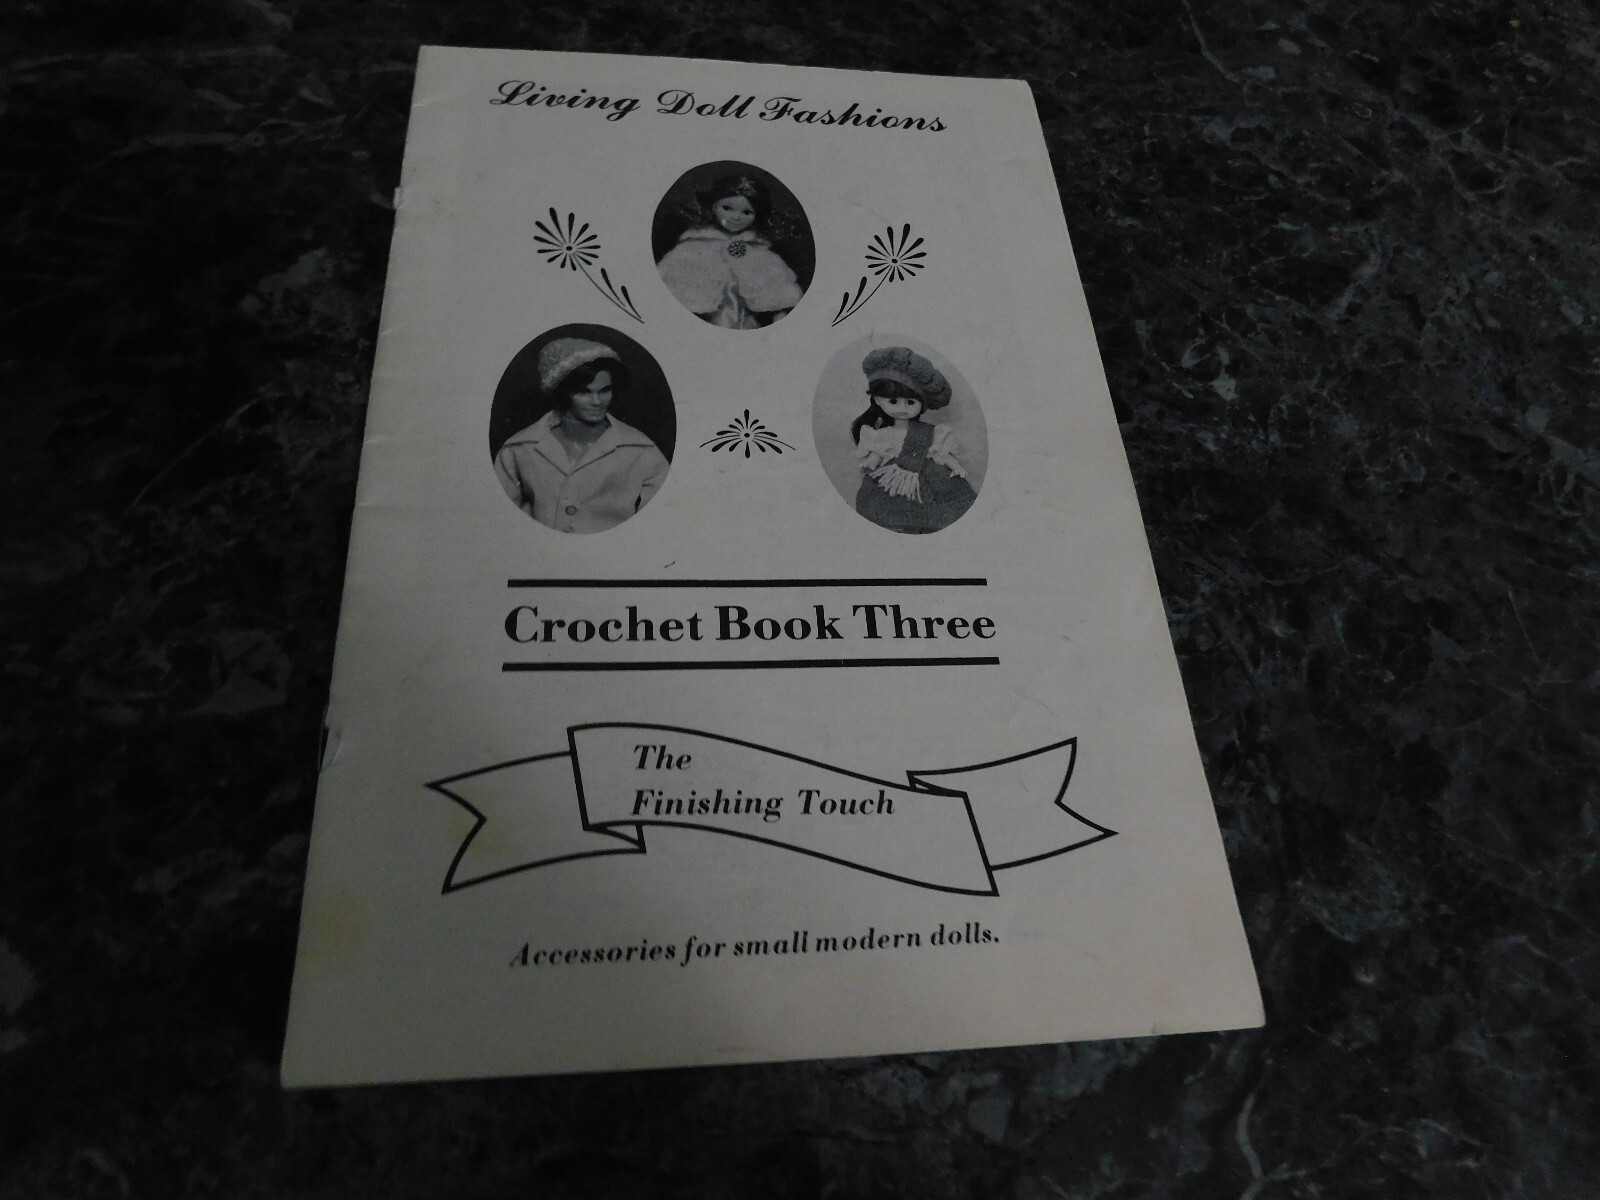 Living Doll Fashions
Crochet Book Three
The
Finishing Touch
Accessories for small modern dolls.